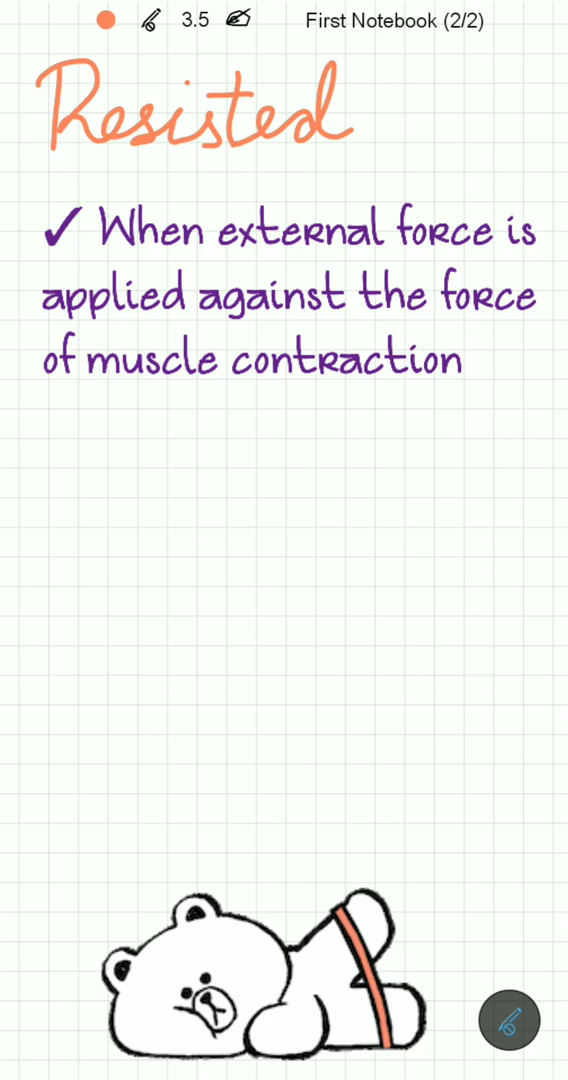 3.5 First Notebook (2/2)
Resisted
✓ When external force is
applied against the force
of muscle contraction